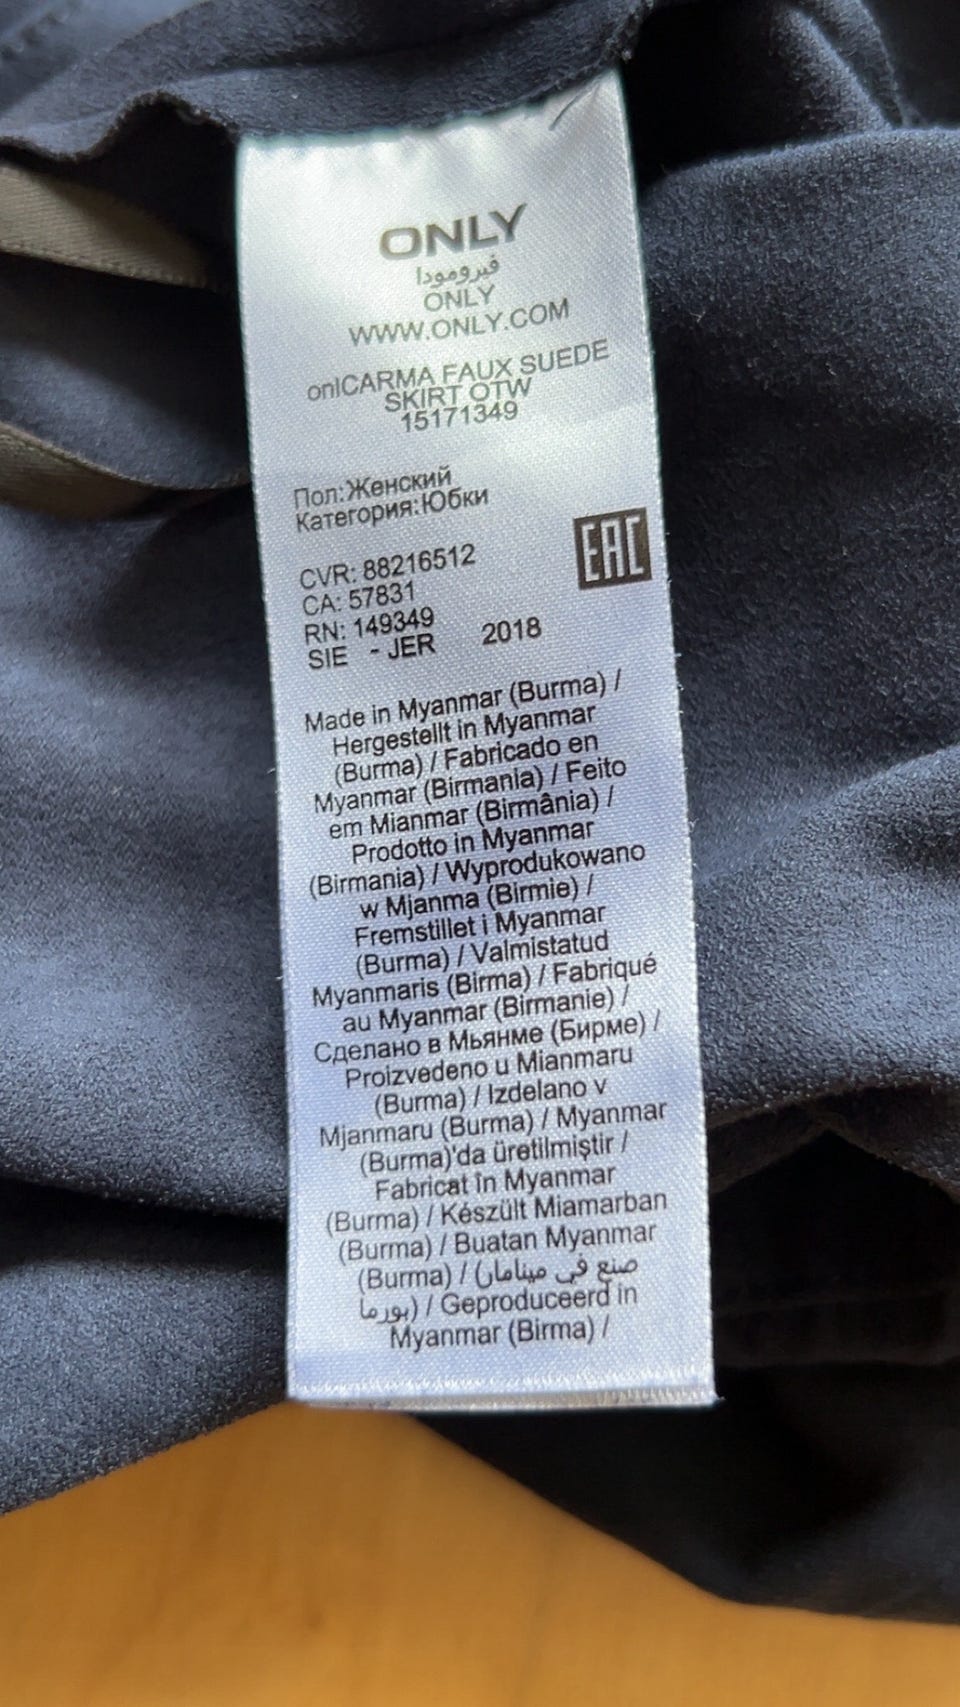 ONLY
فيرومودا
ONLY
WWW.ONLY.COM
onlCARMA FAUX SUEDE
SKIRT OTW
15171349
Пол:Женский
Категория:Юбки
EAC
CVR: 88216512
CA: 57831
RN: 149349
SIE - JER 2018
Made in Myanmar (Burma) /
Hergestellt in Myanmar
(Burma) / Fabricado en
Myanmar (Birmania) / Feito
em Mianmar (Birmânia) /
Prodotto in Myanmar
(Birmania) / Wyprodukowano
w Mjanma (Birmie) /
Fremstillet i Myanmar
(Burma) / Valmistatud
Myanmaris (Birma) / Fabriqué
au Myanmar (Birmanie) /
Сделано в Мьянме (Бирме) /
Proizvedeno u Mianmaru
(Burma) / Izdelano v
Mjanmaru (Burma) / Myanmar
(Burma)'da üretilmiştir /
Fabricat în Myanmar
(Burma) / Készült Miamarban
(Burma) / Buatan Myanmar
(Burma) / صنع في مينامار)
بورما) / Geproduceerd in
Myanmar (Birma) /